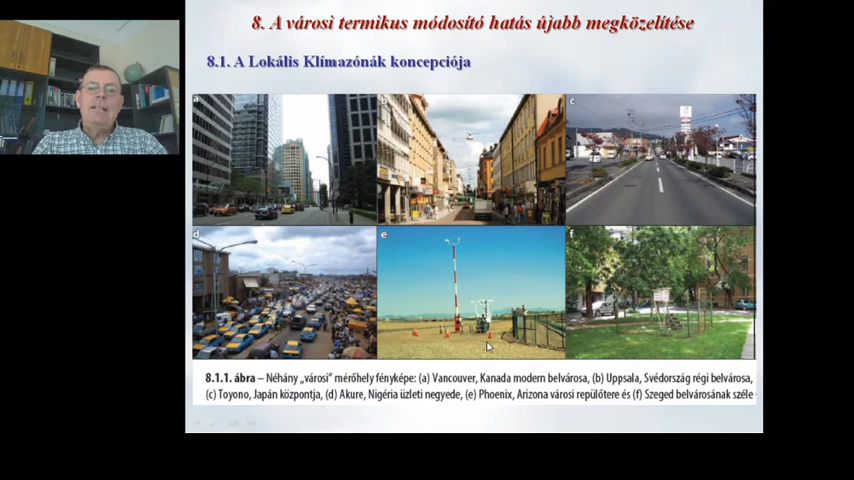 8. A városi termikus módosító hatás újabb megközelítése
8.1. A Lokális Klímazónák koncepciója
a
b
c
d
e
f
8.1.1. ábra – Néhány „városi” mérőhely fényképe: (a) Vancouver, Kanada modern belvárosa, (b) Uppsala, Svédország régi belvárosa,
(c) Toyono, Japán központja, (d) Akure, Nigéria üzleti negyede, (e) Phoenix, Arizona városi repülőtere és (f) Szeged belvárosának széle